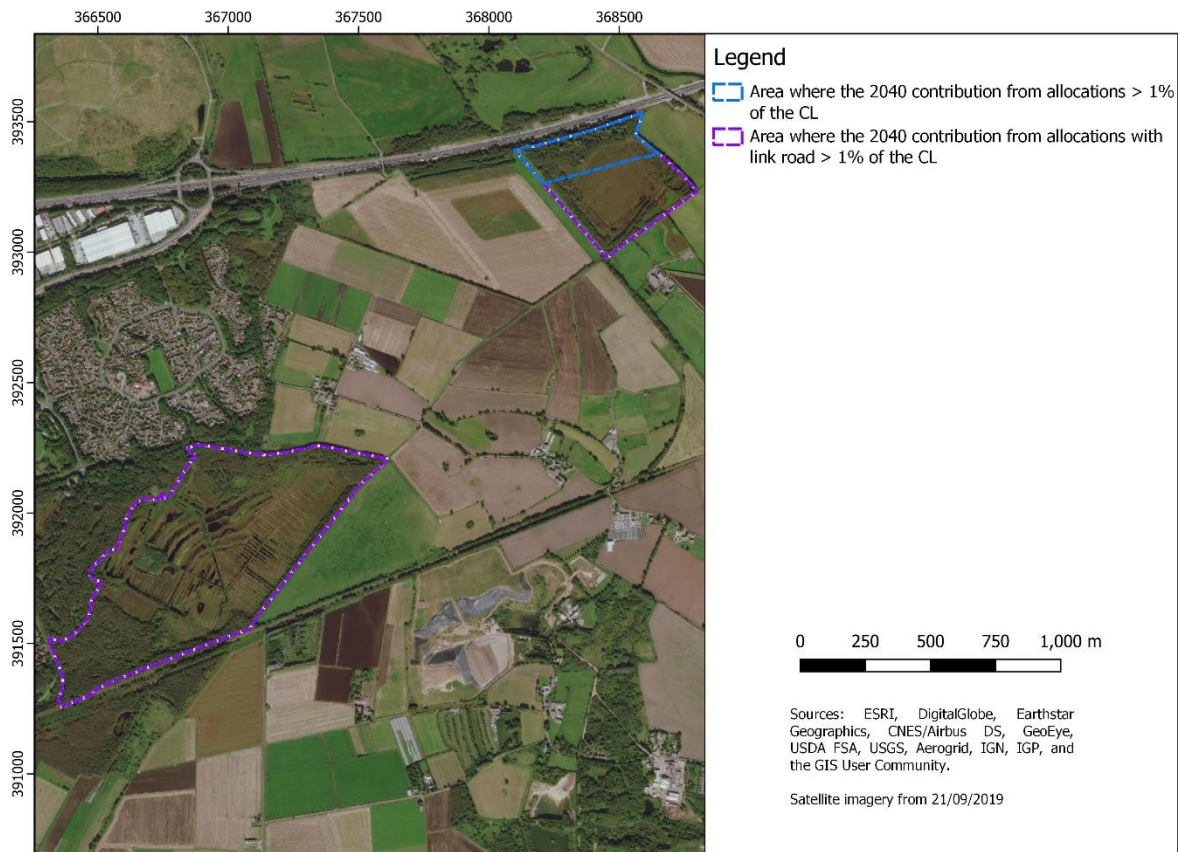 366500 367000 367500 368000 368500
393500
393000
392500
392000
391500
391000
Legend
Area where the 2040 contribution from allocations > 1%
of the CL
Area where the 2040 contribution from allocations with
link road > 1% of the CL
0 250 500 750 1,000 m
Sources: ESRI, DigitalGlobe, Earthstar
Geographics, CNES/Airbus DS, GeoEye,
USDA FSA, USGS, Aerogrid, IGN, IGP, and
the GIS User Community.
Satellite imagery from 21/09/2019